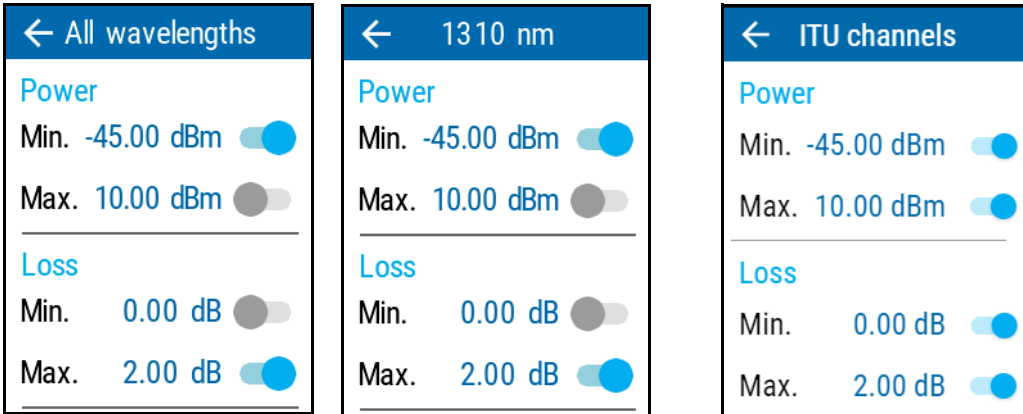 ← All wavelengths
Power
Min. -45.00 dBm
Max. 10.00 dBm
Loss
Min. 0.00 dB
Max. 2.00 dB
← 1310 nm
Power
Min. -45.00 dBm
Max. 10.00 dBm
Loss
Min. 0.00 dB
Max. 2.00 dB
← ITU channels
Power
Min. -45.00 dBm
Max. 10.00 dBm
Loss
Min. 0.00 dB
Max. 2.00 dB